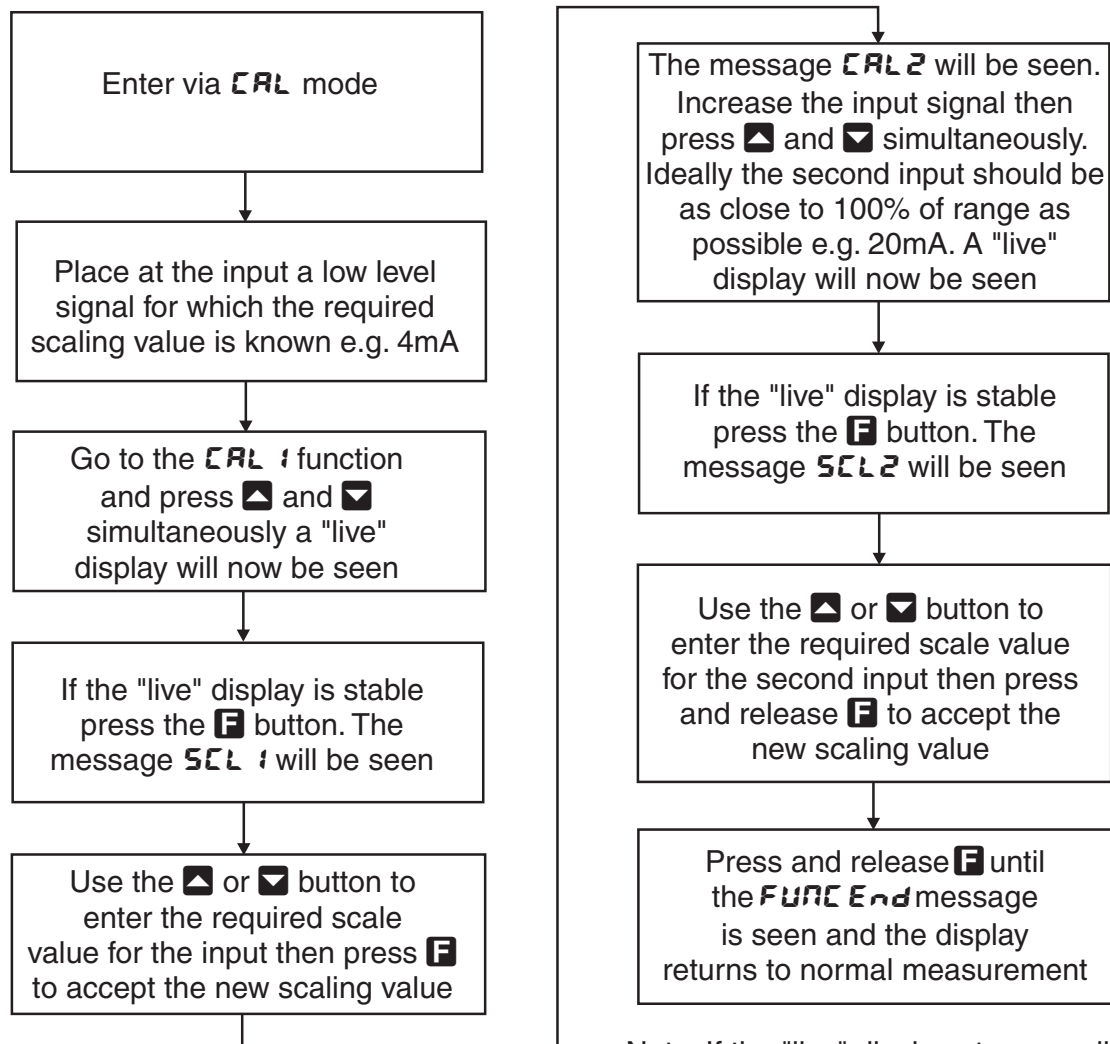 Enter via CAL mode
Place at the input a low level
signal for which the required
scaling value is known e.g. 4mA
Go to the CAL 1 function
and press ▲ and ▼
simultaneously a "live"
display will now be seen
If the "live" display is stable
press the F button. The
message SCL 1 will be seen
Use the ▲ or ▼ button to
enter the required scale
value for the input then press F
to accept the new scaling value
The message CAL2 will be seen.
Increase the input signal then
press ▲ and ▼ simultaneously.
Ideally the second input should be
as close to 100% of range as
possible e.g. 20mA. A "live"
display will now be seen
If the "live" display is stable
press the F button. The
message SCL2 will be seen
Use the ▲ or ▼ button to
enter the required scale value
for the second input then press
and release F to accept the
new scaling value
Press and release F until
the FUNC End message
is seen and the display
returns to normal measurement